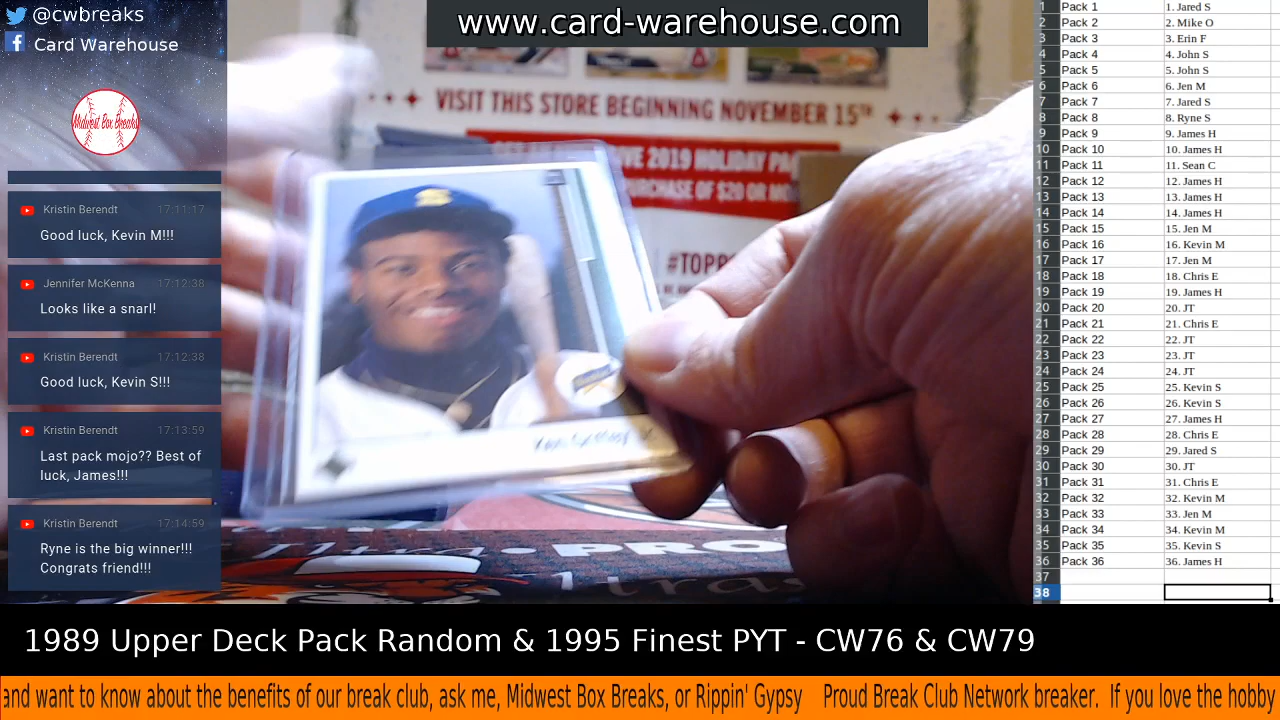 @cwbreaks
Card Warehouse
Midwest Box Breaks
www.card-warehouse.com
VISIT THIS STORE BEGINNING NOVEMBER 15TH
2019 HOLIDAY
PURCHASE OF $20 OR
Ken Griffey Jr.
PRO
Kristin Berendt 17:11:17
Good luck, Kevin M!!!
Jennifer McKenna 17:12:38
Looks like a snarl!
Kristin Berendt 17:12:38
Good luck, Kevin S!!!
Kristin Berendt 17:13:59
Last pack mojo?? Best of
luck, James!!!
Kristin Berendt 17:14:59
Ryne is the big winner!!!
Congrats friend!!!
1 Pack 1 1. Jared S
2 Pack 2 2. Mike O
3 Pack 3 3. Erin F
4 Pack 4 4. John S
5 Pack 5 5. John S
6 Pack 6 6. Jen M
7 Pack 7 7. Jared S
8 Pack 8 8. Ryne S
9 Pack 9 9. James H
10 Pack 10 10. James H
11 Pack 11 11. Sean C
12 Pack 12 12. James H
13 Pack 13 13. James H
14 Pack 14 14. James H
15 Pack 15 15. Jen M
16 Pack 16 16. Kevin M
17 Pack 17 17. Jen M
18 Pack 18 18. Chris E
19 Pack 19 19. James H
20 Pack 20 20. JT
21 Pack 21 21. Chris E
22 Pack 22 22. JT
23 Pack 23 23. JT
24 Pack 24 24. JT
25 Pack 25 25. Kevin S
26 Pack 26 26. Kevin S
27 Pack 27 27. James H
28 Pack 28 28. Chris E
29 Pack 29 29. Jared S
30 Pack 30 30. JT
31 Pack 31 31. Chris E
32 Pack 32 32. Kevin M
33 Pack 33 33. Jen M
34 Pack 34 34. Kevin M
35 Pack 35 35. Kevin S
36 Pack 36 36. James H
37
38
1989 Upper Deck Pack Random & 1995 Finest PYT - CW76 & CW79
and want to know about the benefits of our break club, ask me, Midwest Box Breaks, or Rippin' Gypsy Proud Break Club Network breaker. If you love the hobby